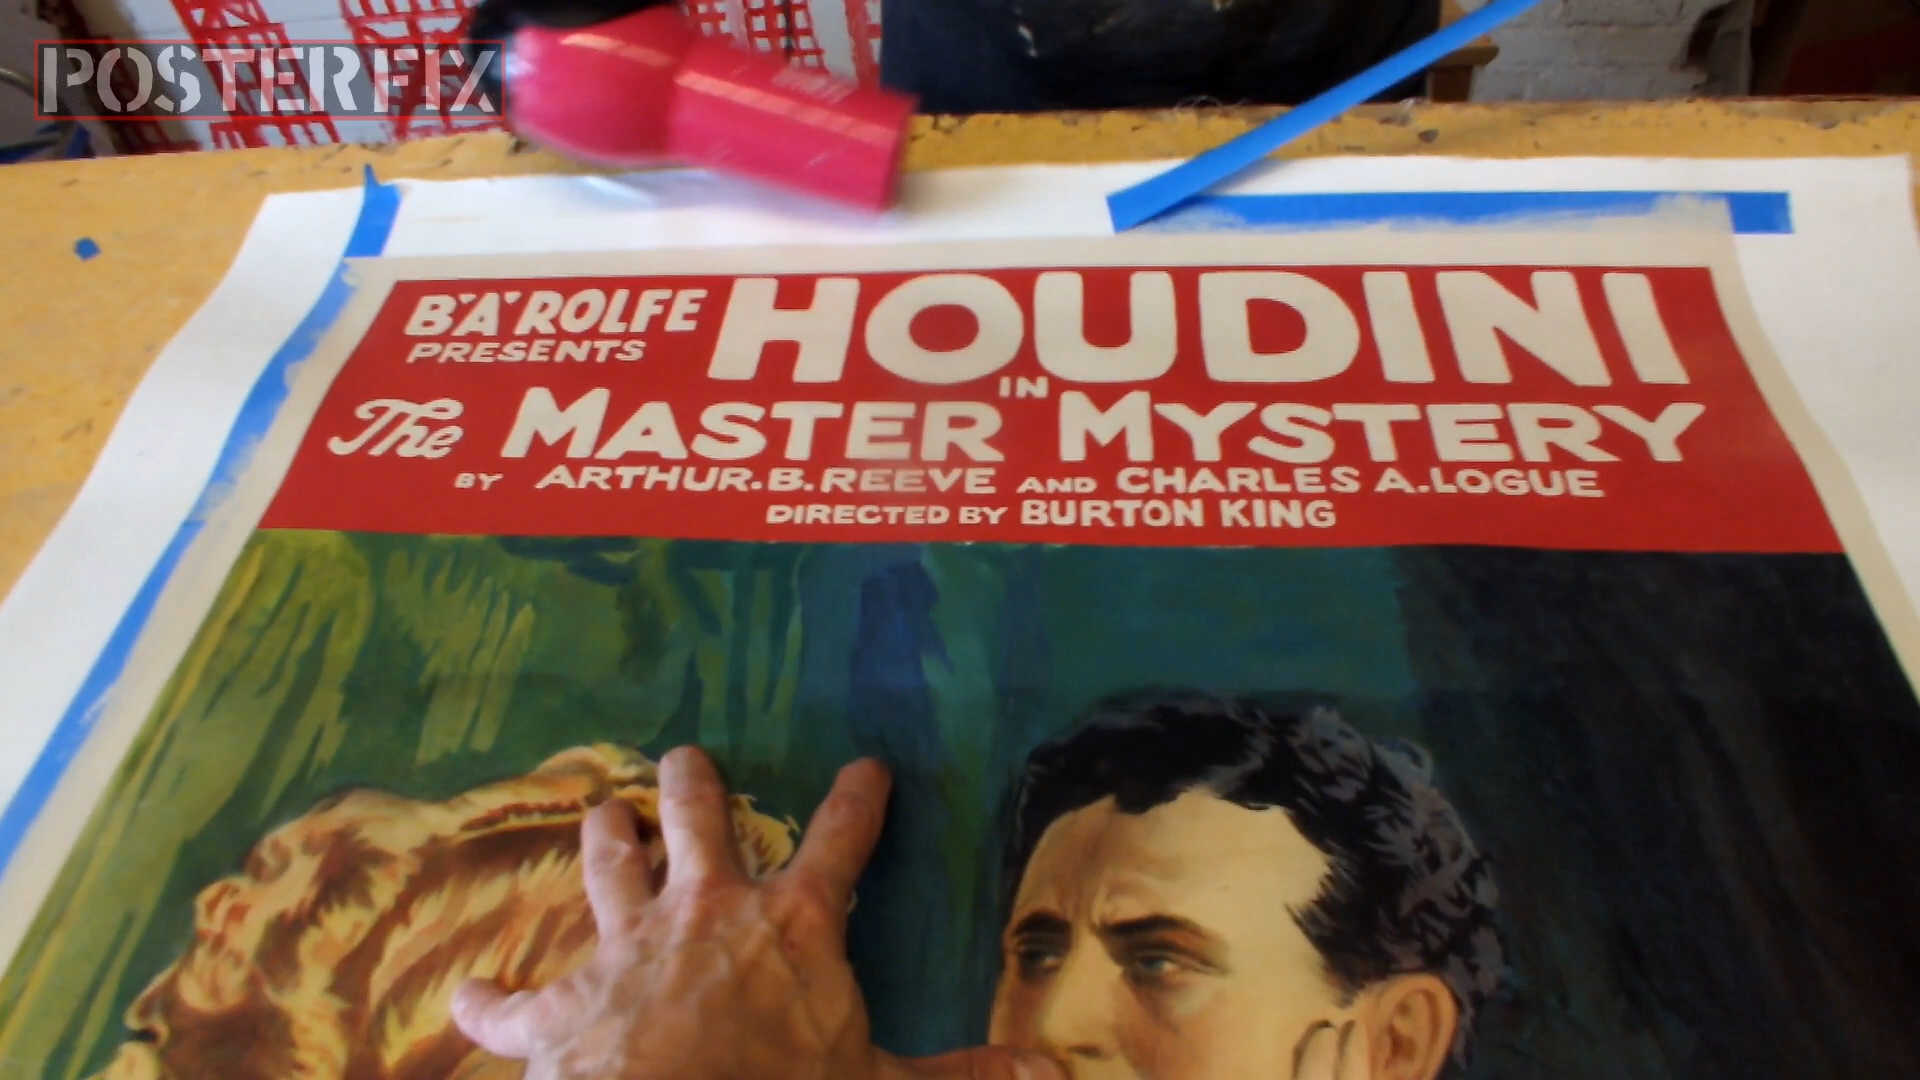 POSTERFIX
B.A. ROLFE
PRESENTS
HOUDINI
IN
The MASTER MYSTERY
BY ARTHUR.B.REEVE AND CHARLES A.LOGUE
DIRECTED BY BURTON KING